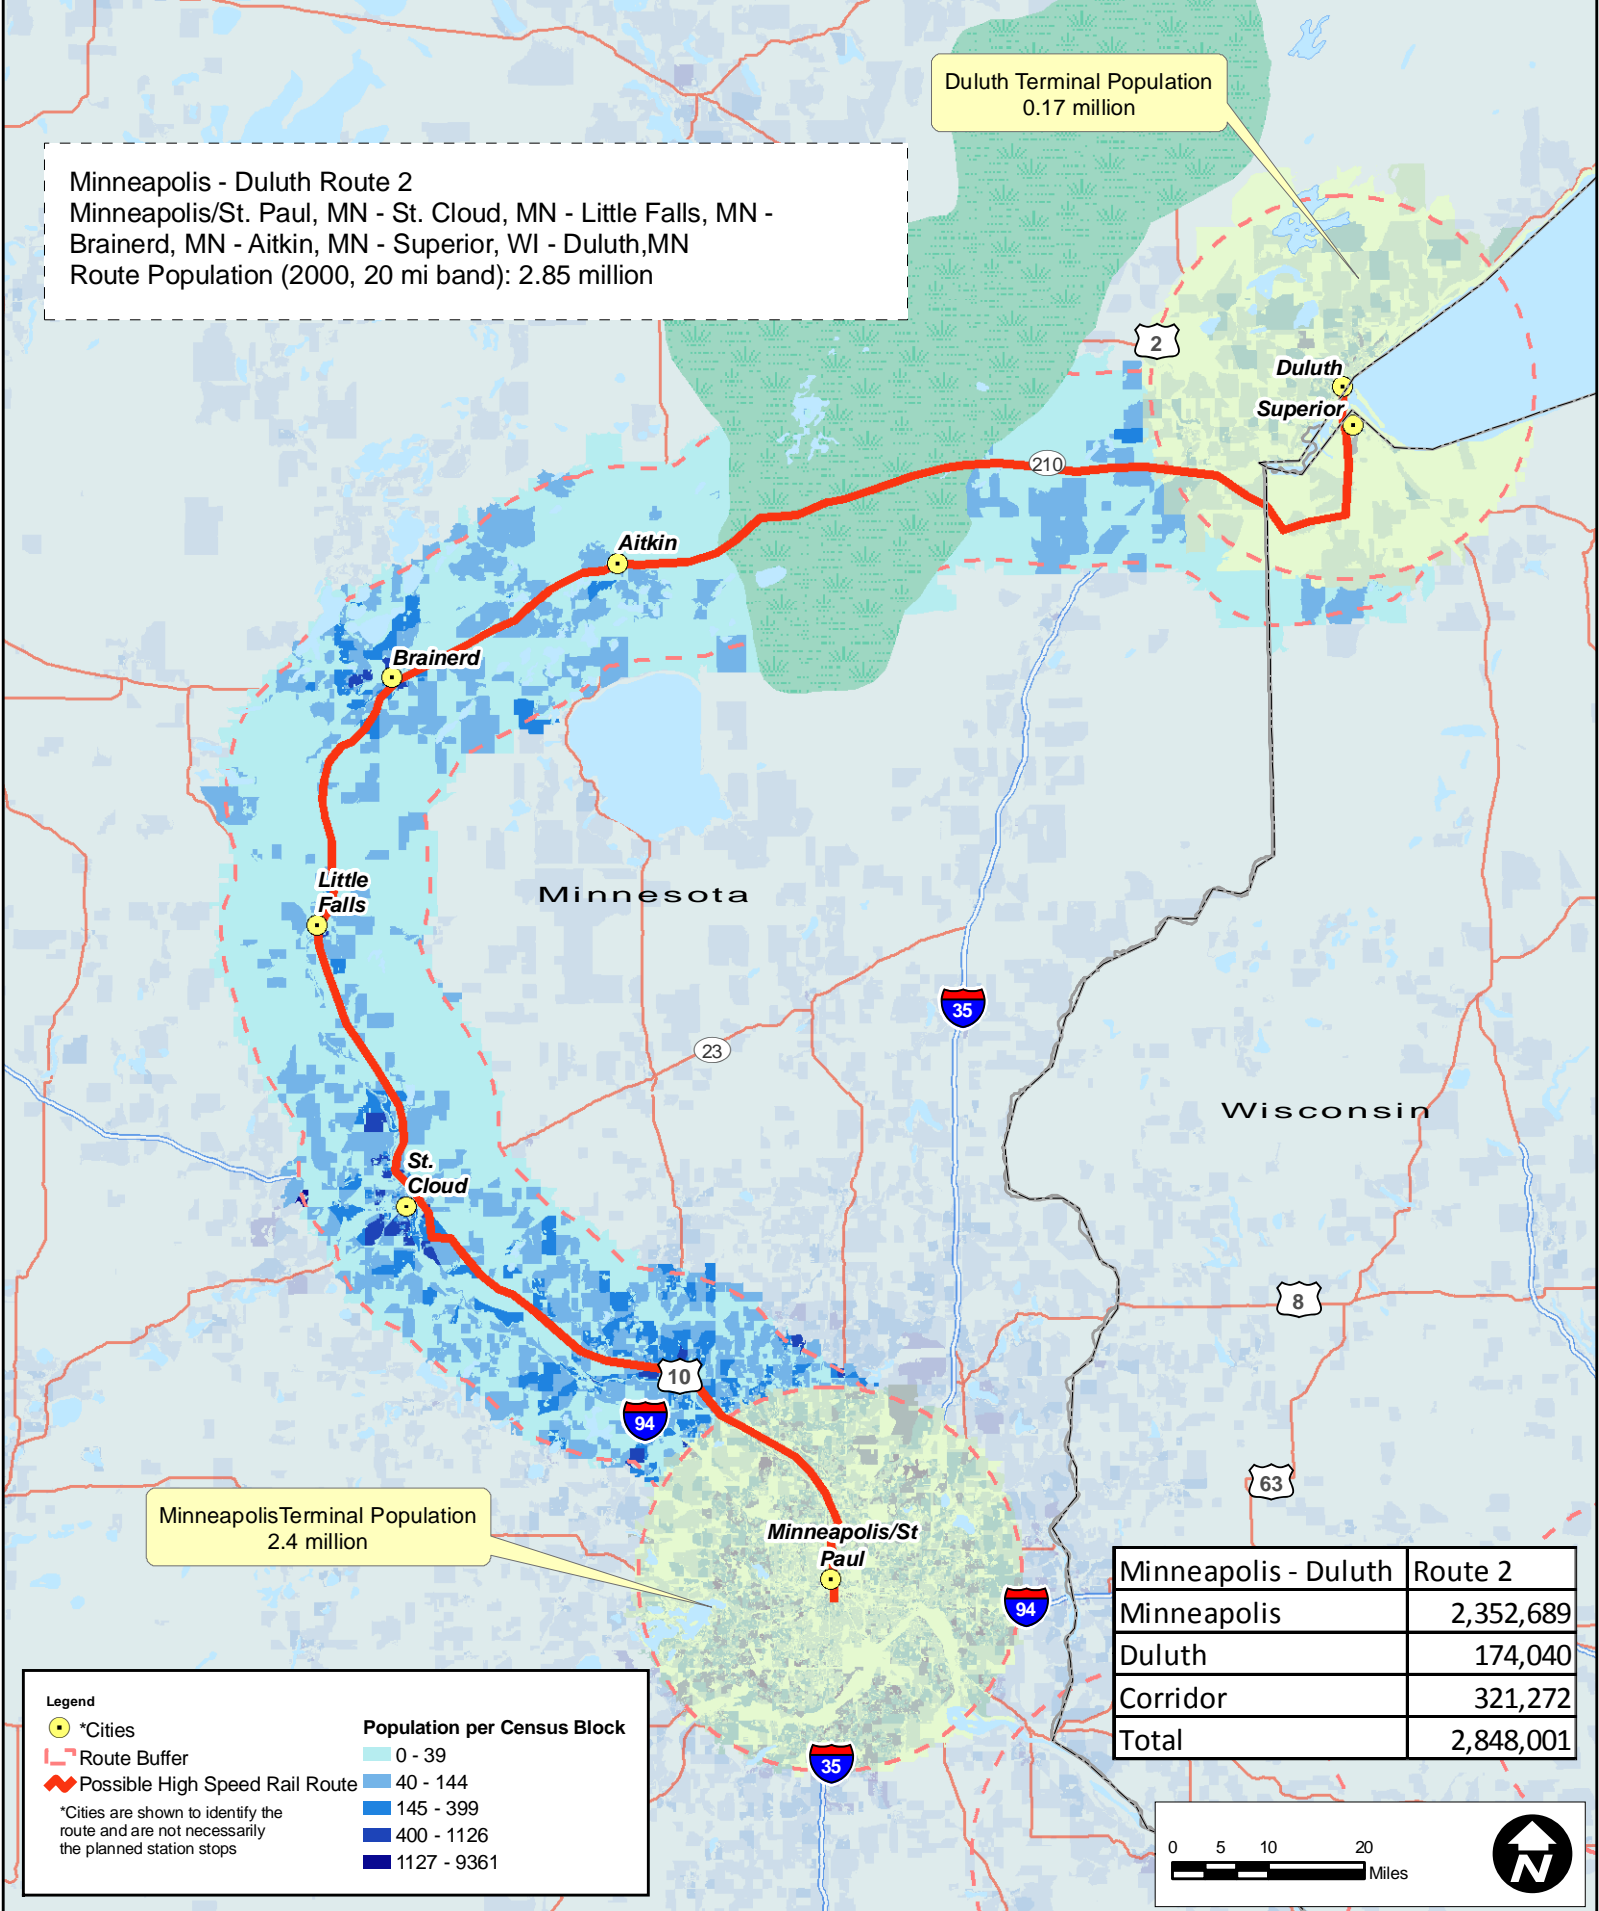 Duluth Terminal Population
0.17 million
Minneapolis - Duluth Route 2
Minneapolis/St. Paul, MN - St. Cloud, MN - Little Falls, MN -
Brainerd, MN - Aitkin, MN - Superior, WI - Duluth,MN
Route Population (2000, 20 mi band): 2.85 million
2
Duluth
Superior
210
Aitkin
Brainerd
Little
Falls
Minnesota
35
23
Wisconsin
St.
Cloud
8
10
94
63
MinneapolisTerminal Population
2.4 million
Minneapolis/St
Paul
94
35
Minneapolis - Duluth Route 2
Minneapolis 2,352,689
Duluth 174,040
Corridor 321,272
Total 2,848,001
Legend
*Cities
Route Buffer
Possible High Speed Rail Route
*Cities are shown to identify the
route and are not necessarily
the planned station stops
Population per Census Block
0 - 39
40 - 144
145 - 399
400 - 1126
1127 - 9361
0 5 10 20
Miles
N